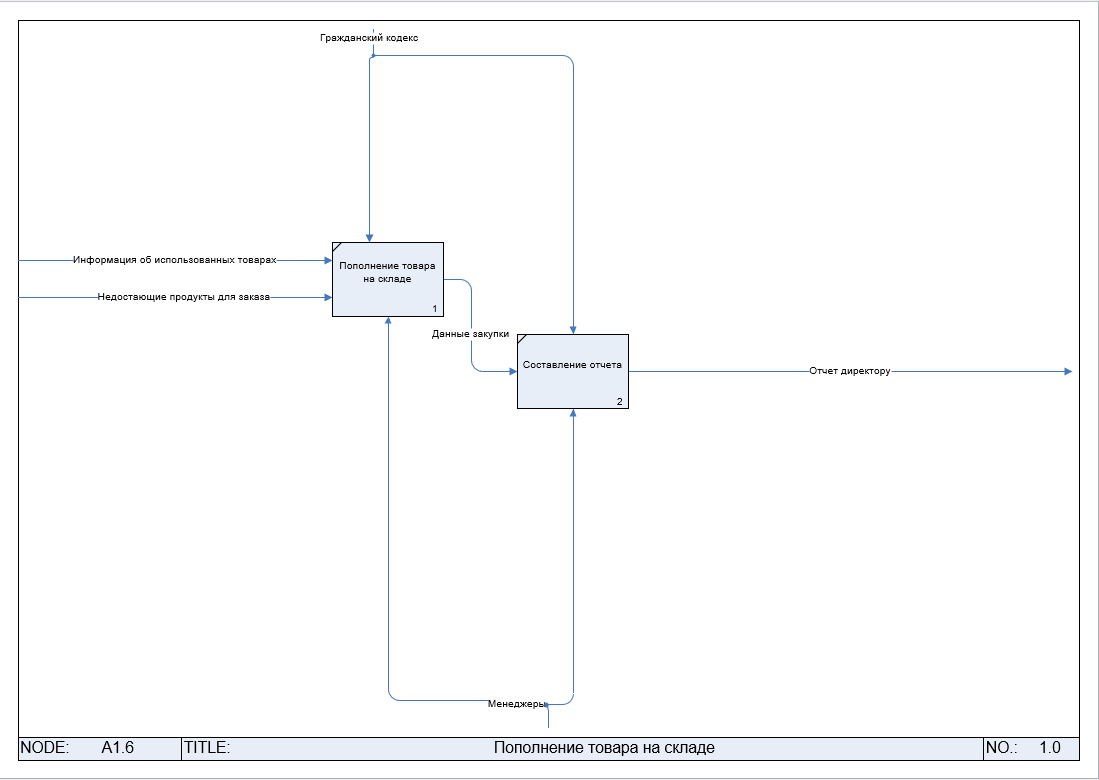 Гражданский кодекс
Информация об использованных товарах
Пополнение товара
на складе
1
Недостающие продукты для заказа
Данные закупки
Составление отчета
2
Отчет директору
Менеджеры
NODE: A1.6 TITLE: Пополнение товара на складе NO.: 1.0